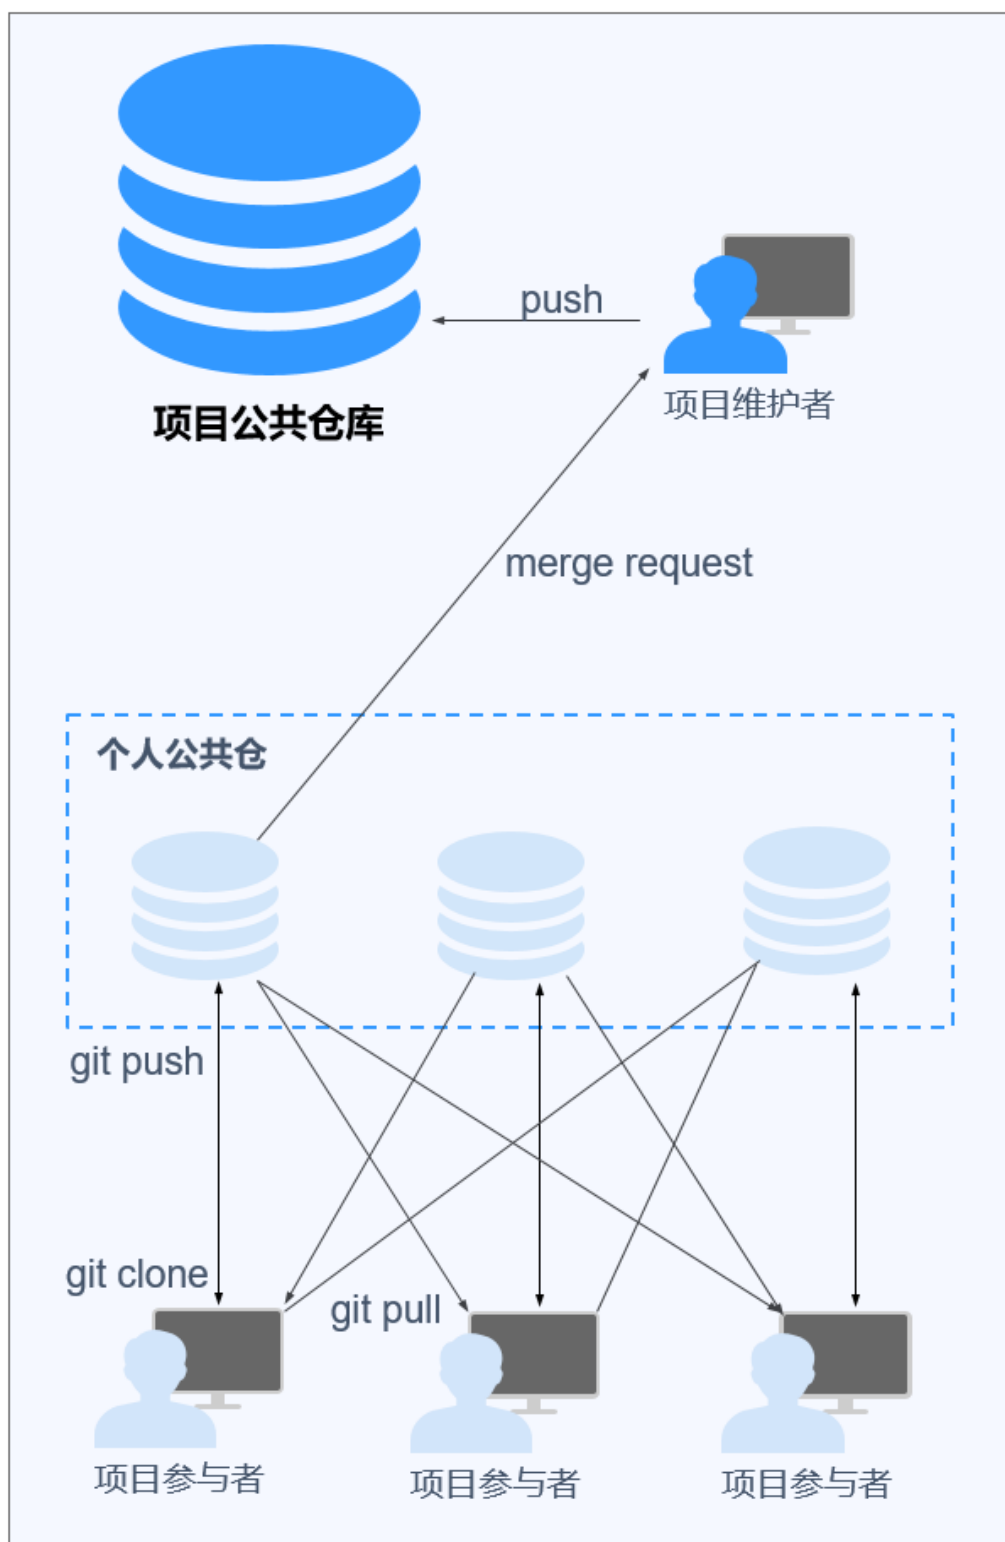 push
项目维护者
项目公共仓库
merge request
个人公共仓
git push
git clone
git pull
项目参与者
项目参与者
项目参与者